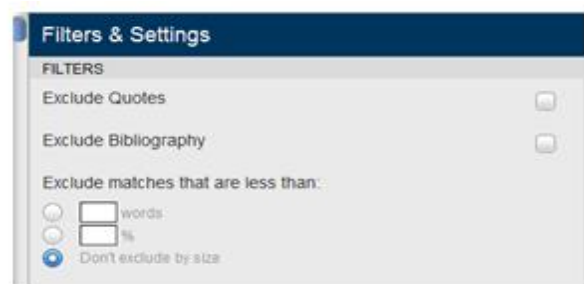 Filters & Settings
FILTERS
Exclude Quotes
Exclude Bibliography
Exclude matches that are less than:
words
%
Don't exclude by size